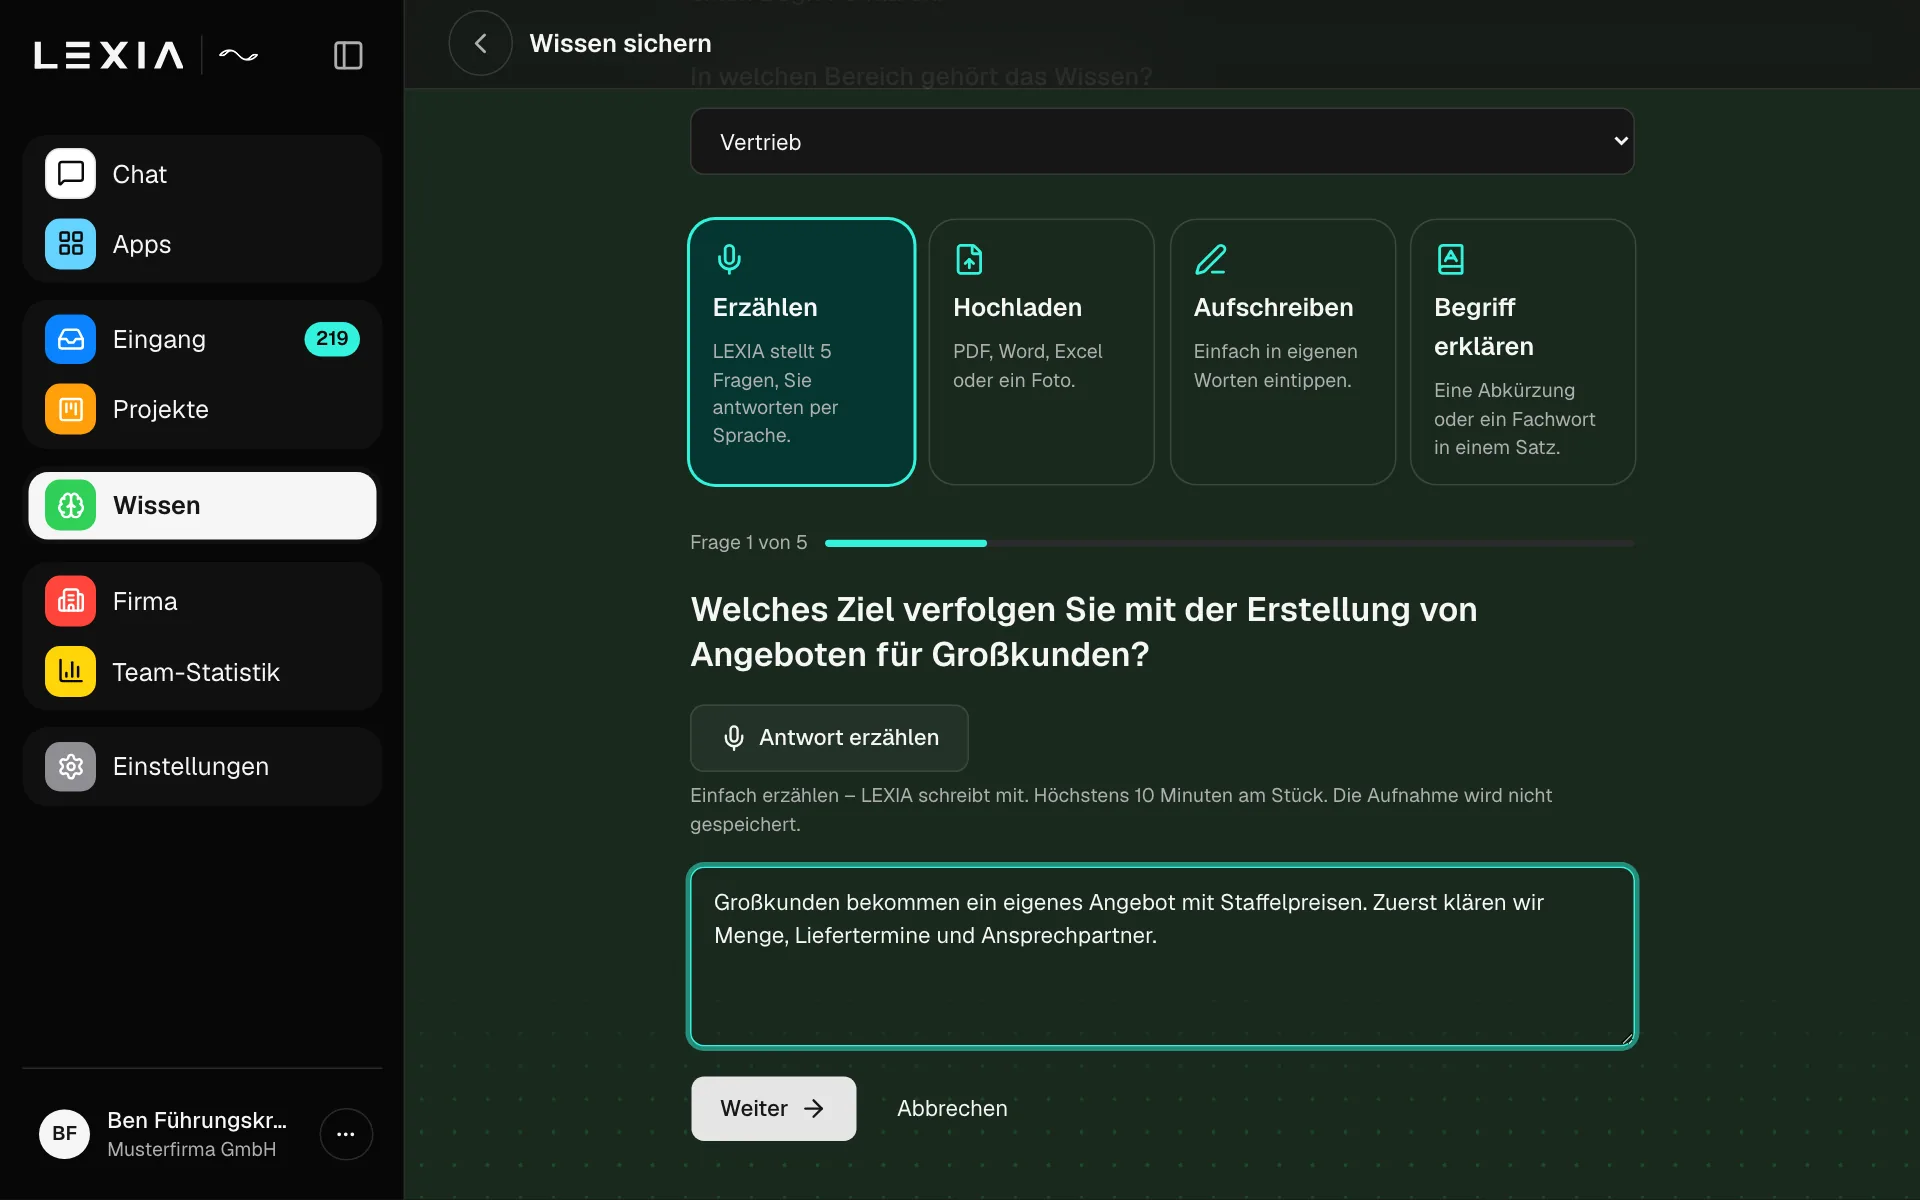 LEXIA
Chat
Apps
Eingang
219
Projekte
Wissen
Firma
Team-Statistik
Einstellungen
BF
Ben Führungskr...
Musterfirma GmbH
Wissen sichern
In welchen Bereich gehört das Wissen?
Vertrieb
Erzählen
LEXIA stellt 5
Fragen, Sie
antworten per
Sprache.
Hochladen
PDF, Word, Excel
oder ein Foto.
Aufschreiben
Einfach in eigenen
Worten eintippen.
Begriff
erklären
Eine Abkürzung
oder ein Fachwort
in einem Satz.
Frage 1 von 5
Welches Ziel verfolgen Sie mit der Erstellung von
Angeboten für Großkunden?
Antwort erzählen
Einfach erzählen – LEXIA schreibt mit. Höchstens 10 Minuten am Stück. Die Aufnahme wird nicht
gespeichert.
Großkunden bekommen ein eigenes Angebot mit Staffelpreisen. Zuerst klären wir
Menge, Liefertermine und Ansprechpartner.
Weiter
Abbrechen